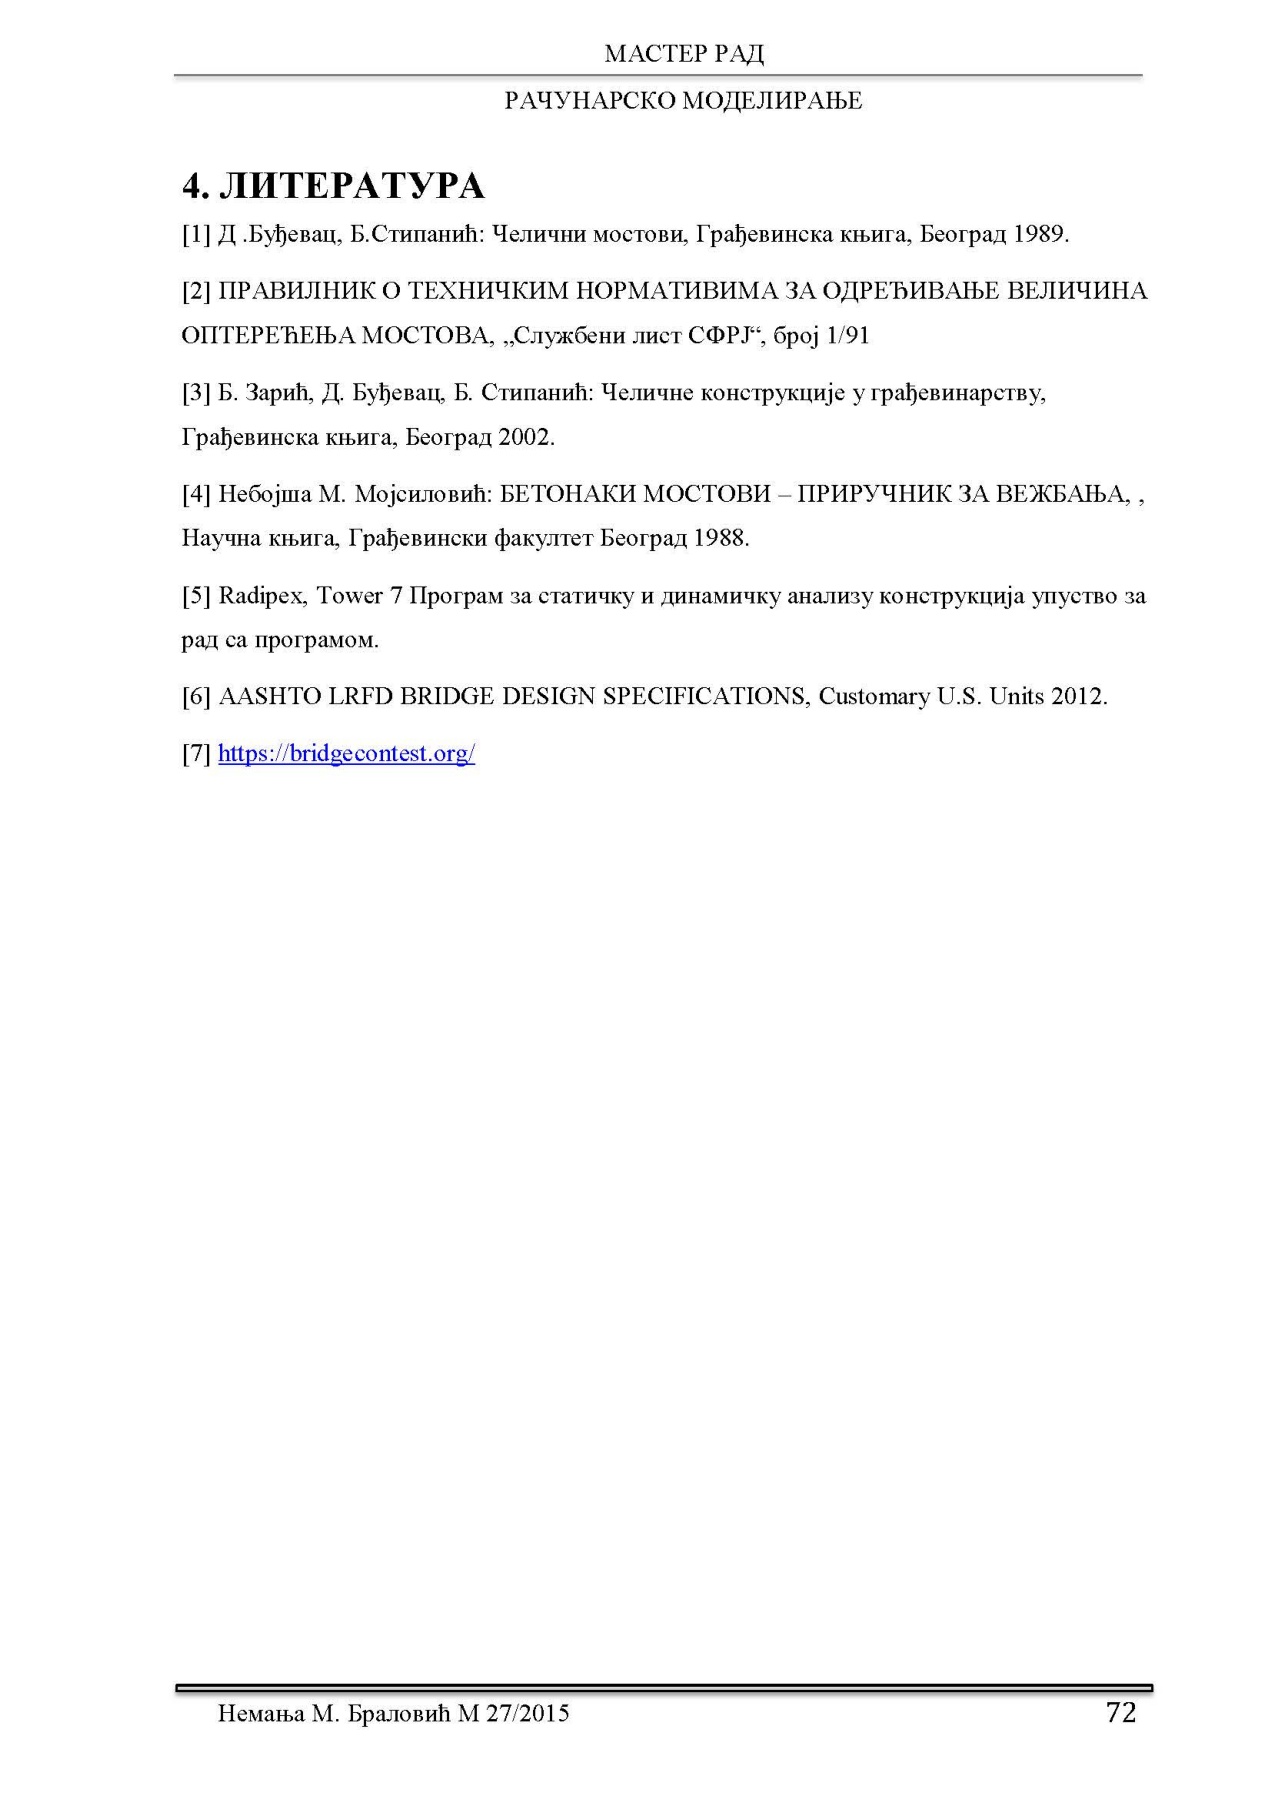 МАСТЕР РАД
РАЧУНАРСКО МОДЕЛИРАЊЕ
4. ЛИТЕРАТУРА
[1] Д .Буђевац, Б.Стипанић: Челични мостови, Грађевинска књига, Београд 1989.
[2] ПРАВИЛНИК О ТЕХНИЧКИМ НОРМАТИВИМА ЗА ОДРЕЂИВАЊЕ ВЕЛИЧИНА
ОПТЕРЕЋЕЊА МОСТОВА, „Службени лист СФРЈ“, број 1/91
[3] Б. Зарић, Д. Буђевац, Б. Стипанић: Челичне конструкције у грађевинарству,
Грађевинска књига, Београд 2002.
[4] Небојша М. Мојсиловић: БЕТОНАКИ МОСТОВИ – ПРИРУЧНИК ЗА ВЕЖБАЊА, ,
Научна књига, Грађевински факултет Београд 1988.
[5] Radipex, Tower 7 Програм за статичку и динамичку анализу конструкција упуство за
рад са програмом.
[6] AASHTO LRFD BRIDGE DESIGN SPECIFICATIONS, Customary U.S. Units 2012.
[7] https://bridgecontest.org/
Немања М. Браловић М 27/2015 72